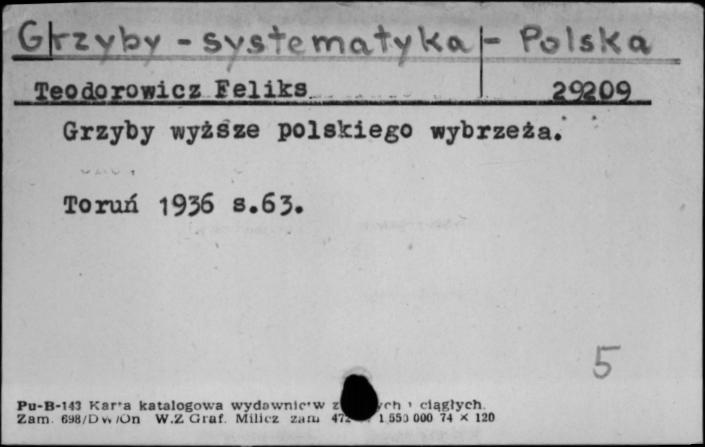 Grzyby - systematyka - Polska
Teodorowicz Feliks 29209
Grzyby wyższe polskiego wybrzeża.
Toruń 1936 s.63.
5
Pu-B-143 Karta katalogowa wydawnictw ciągłych.
Zam. 698/Dw/On W.Z Graf. Milicz zam 1 550 000 74 × 120